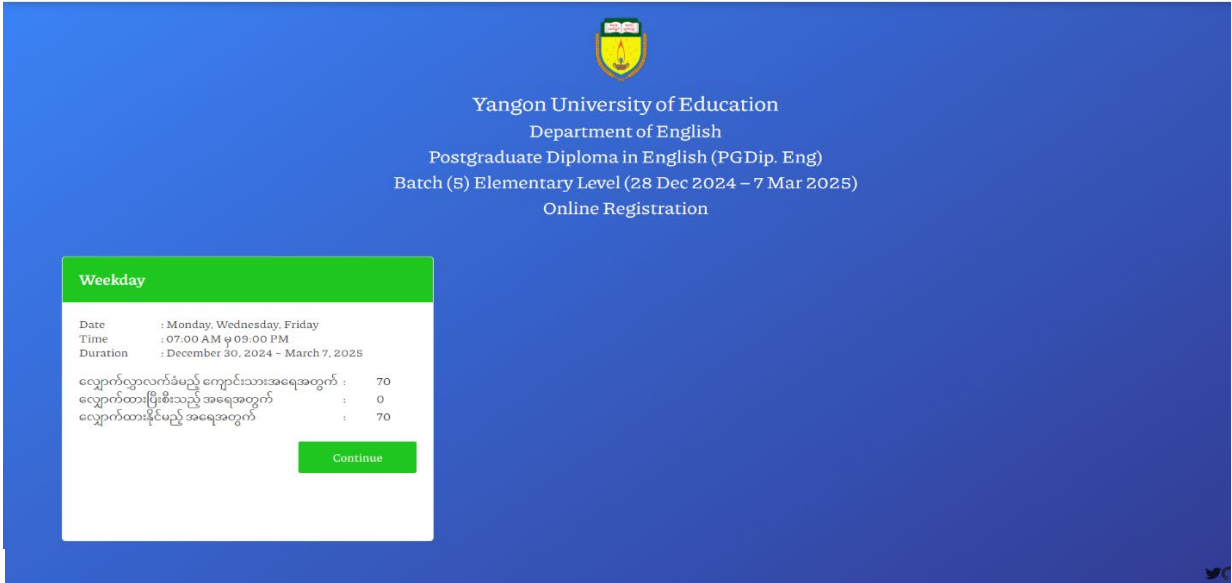 Yangon University of Education
Department of English
Postgraduate Diploma in English (PGDip. Eng)
Batch (5) Elementary Level (28 Dec 2024 – 7 Mar 2025)
Online Registration
Weekday
Date : Monday, Wednesday, Friday
Time : 07:00 AM မှ 09:00 PM
Duration : December 30, 2024 ~ March 7, 2025
လျှောက်လွှာလက်ခံမည့် ကျောင်းသားအရေအတွက် : 70
လျှောက်ထားပြီးစီးသည့် အရေအတွက် : 0
လျှောက်ထားနိုင်မည့် အရေအတွက် : 70
Continue